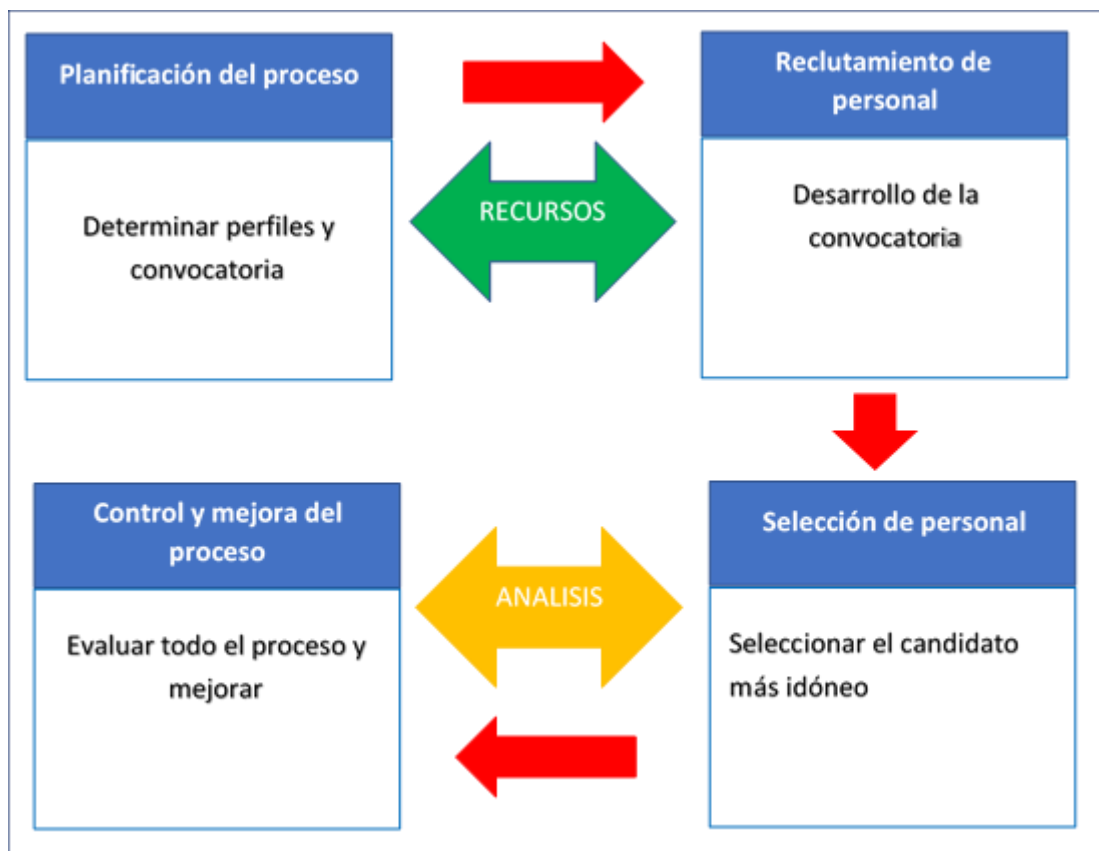 Planificación del proceso
Determinar perfiles y
convocatoria
RECURSOS
Reclutamiento de
personal
Desarrollo de la
convocatoria
Control y mejora del
proceso
Evaluar todo el proceso y
mejorar
ANALISIS
Selección de personal
Seleccionar el candidato
más idóneo